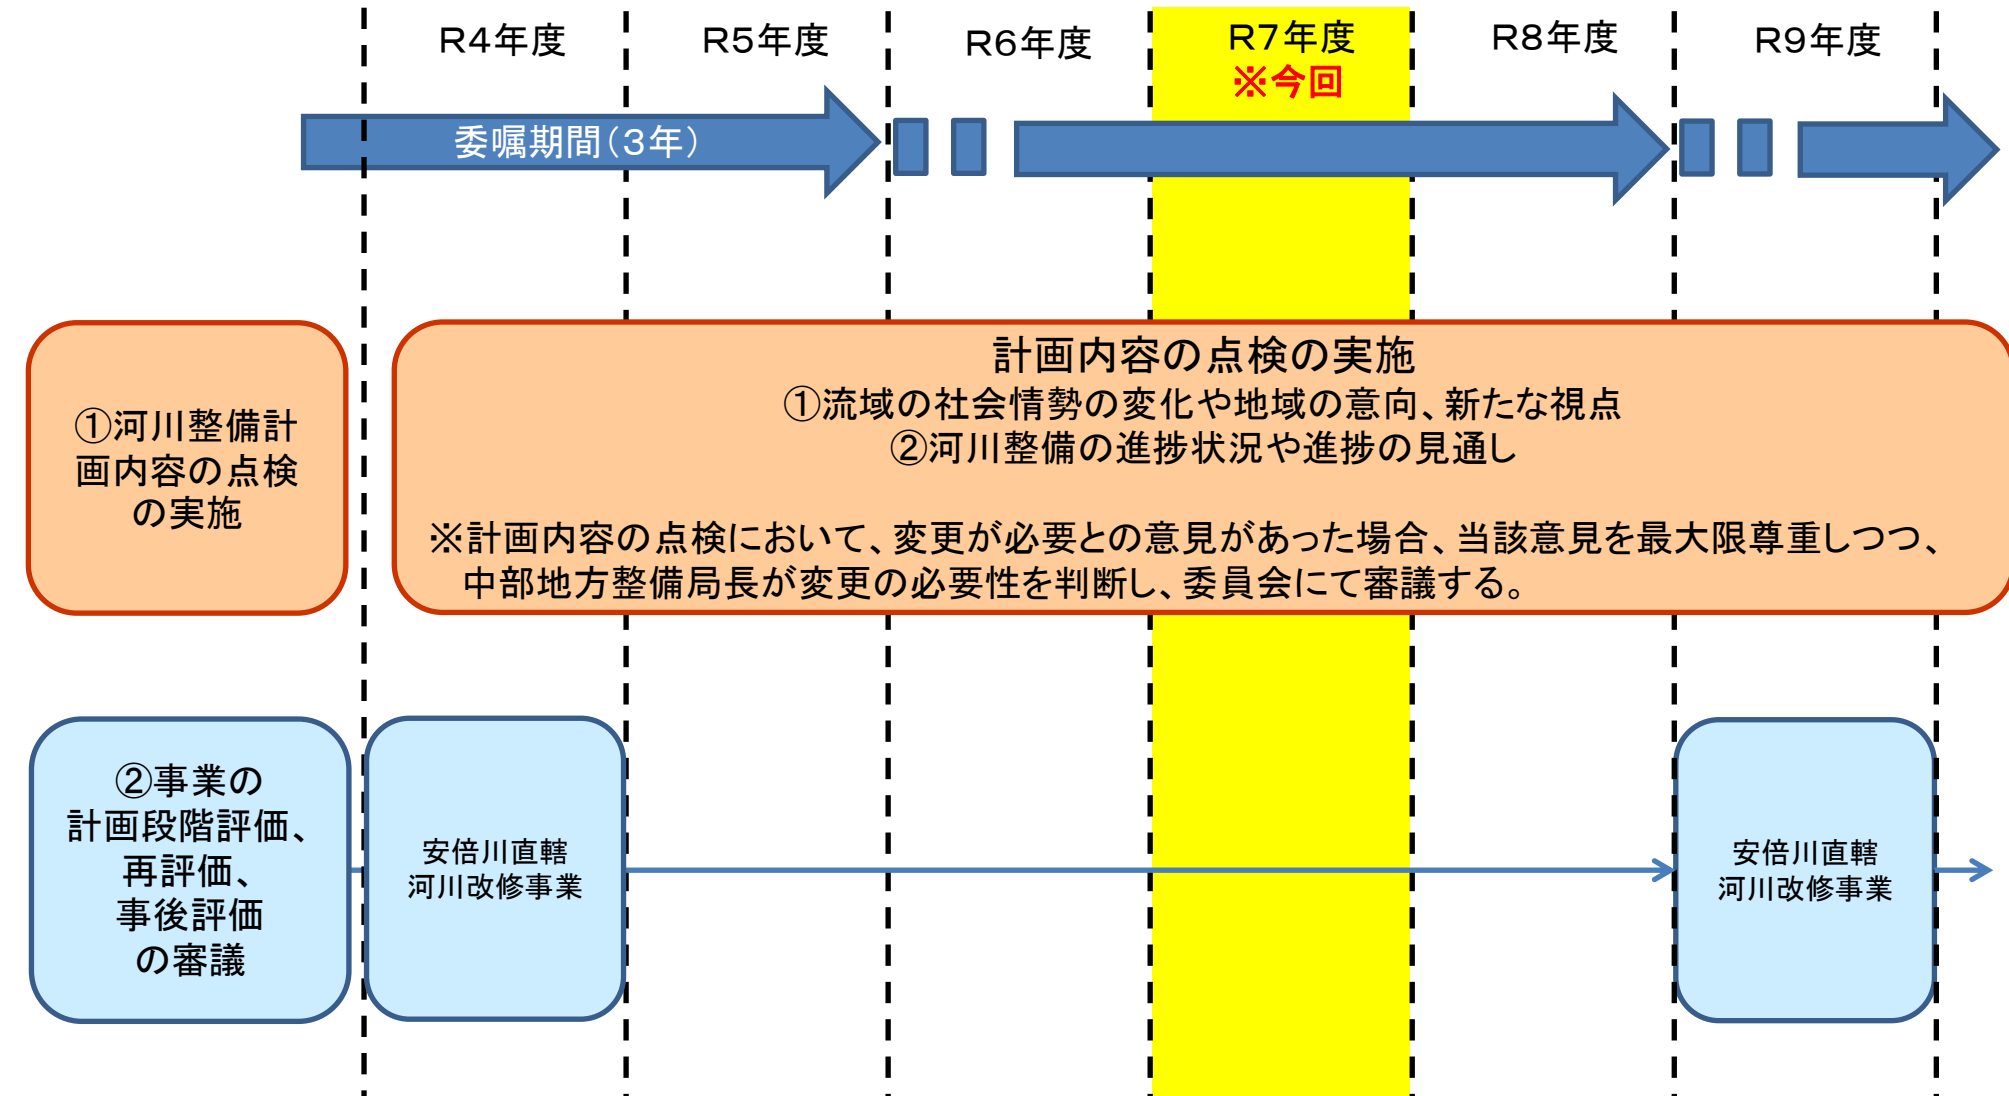 R4年度
R5年度
R6年度
R7年度
※今回
R8年度
R9年度
委嘱期間(3年)
①河川整備計
画内容の点検
の実施
計画内容の点検の実施
①流域の社会情勢の変化や地域の意向、新たな視点
②河川整備の進捗状況や進捗の見通し
※計画内容の点検において、変更が必要との意見があった場合、当該意見を最大限尊重しつつ、
中部地方整備局長が変更の必要性を判断し、委員会にて審議する。
②事業の
計画段階評価、
再評価、
事後評価
の審議
安倍川直轄
河川改修事業
安倍川直轄
河川改修事業